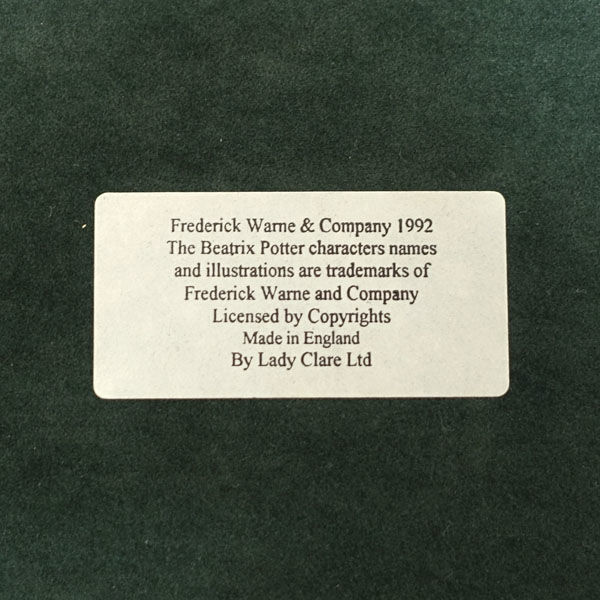 Frederick Warne & Company 1992
The Beatrix Potter characters names
and illustrations are trademarks of
Frederick Warne and Company
Licensed by Copyrights
Made in England
By Lady Clare Ltd